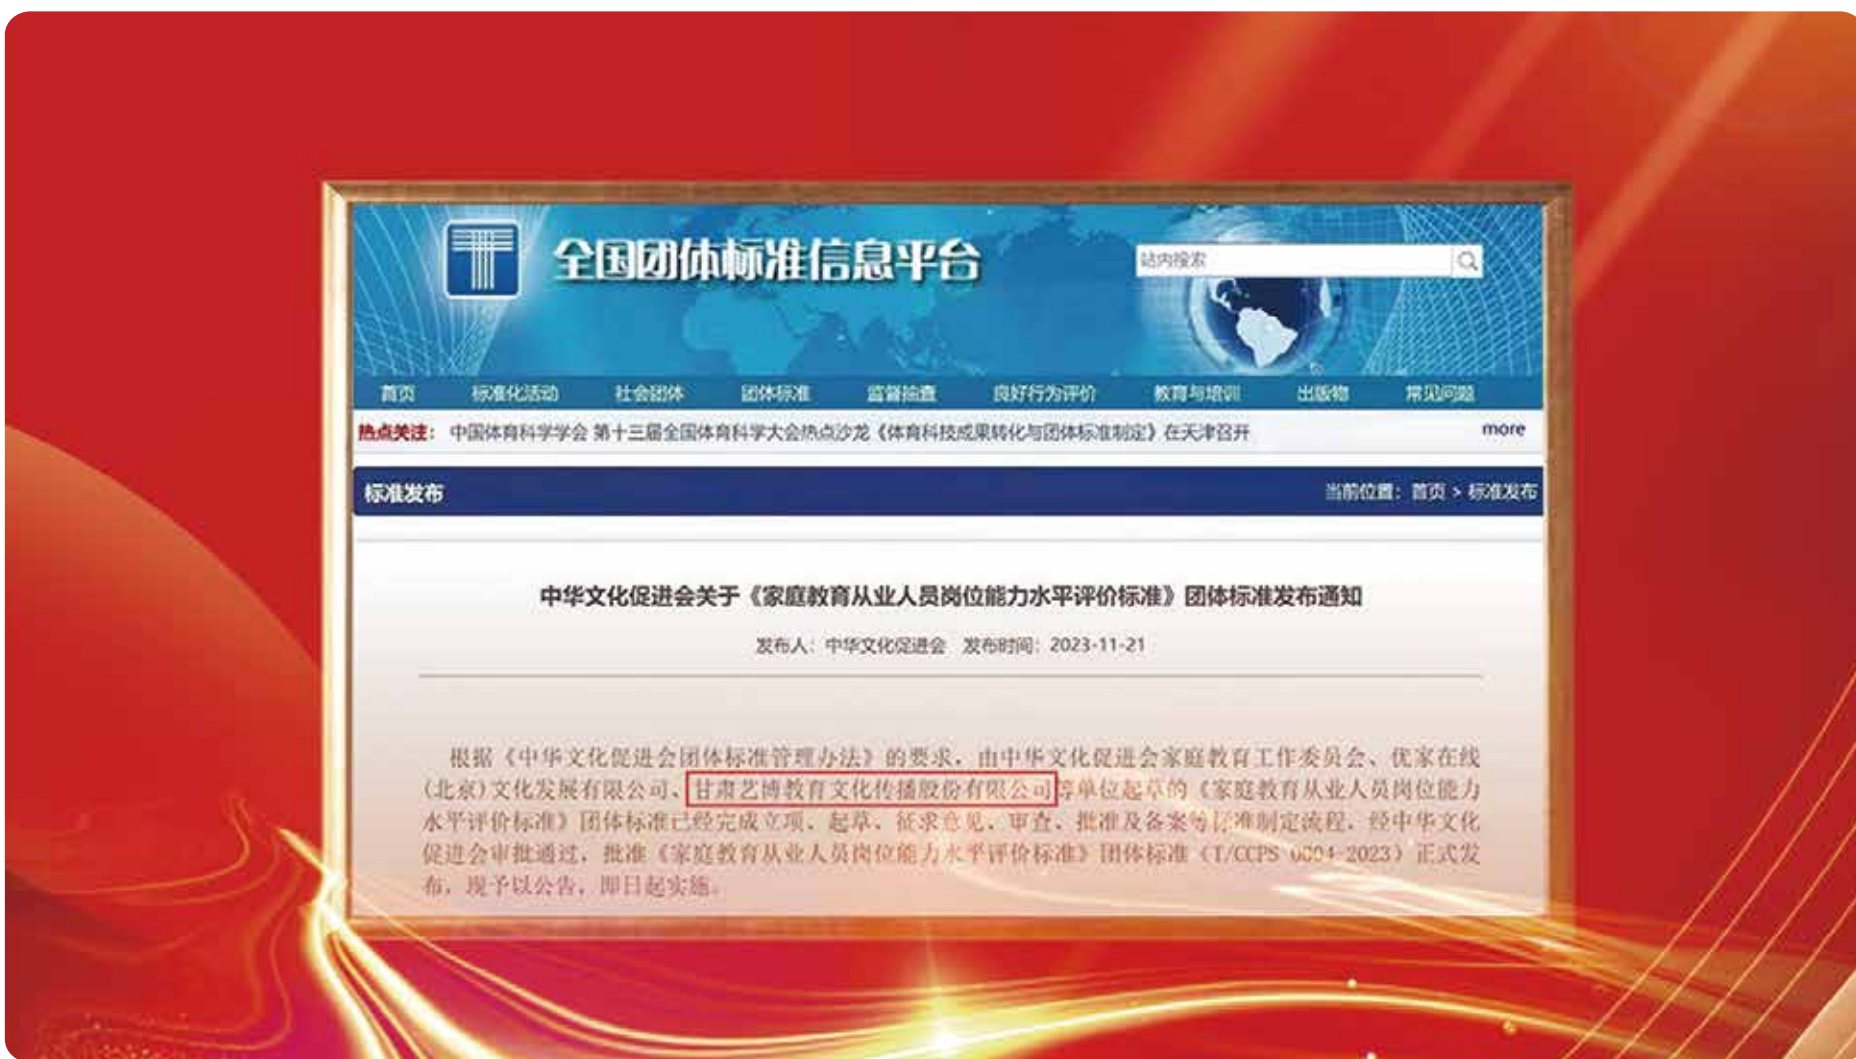 全国团体标准信息平台
站内搜索
首页 标准化活动 社会团体 团体标准 监督抽查 良好行为评价 教育与培训 出版物 常见问题
热点关注： 中国体育科学学会 第十三届全国体育科学大会热点沙龙《体育科技成果转化与团体标准制定》在天津召开 more
标准发布 当前位置：首页 > 标准发布
中华文化促进会关于《家庭教育从业人员岗位能力水平评价标准》团体标准发布通知
发布人：中华文化促进会 发布时间：2023-11-21
根据《中华文化促进会团体标准管理办法》的要求，由中华文化促进会家庭教育工作委员会、优家在线
(北京)文化发展有限公司、甘肃艺博教育文化传播股份有限公司等单位起草的《家庭教育从业人员岗位能力
水平评价标准》团体标准已经完成立项、起草、征求意见、审查、批准及备案等标准制定流程，经中华文化
促进会审批通过，批准《家庭教育从业人员岗位能力水平评价标准》团体标准（T/CCPS 0004-2023）正式发
布，现予以公告，即日起实施。